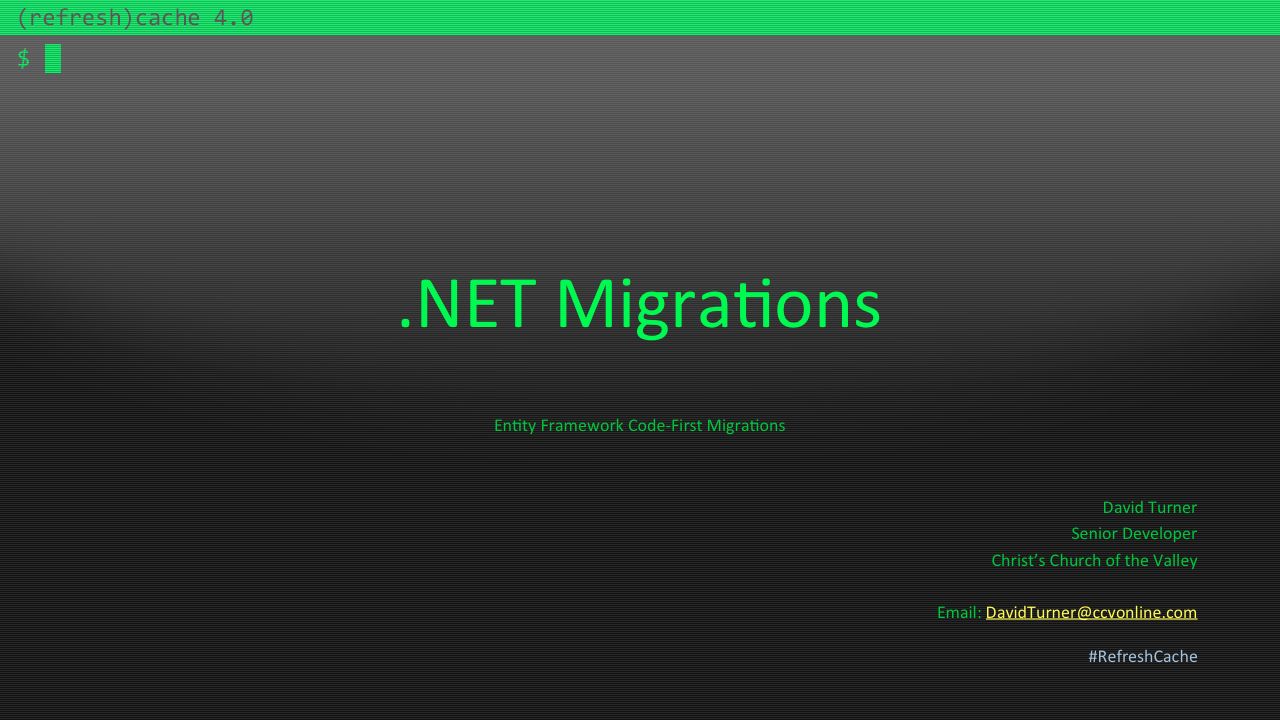 (refresh)cache 4.0
$
.NET Migrations
Entity Framework Code-First Migrations
David Turner
Senior Developer
Christ’s Church of the Valley
Email: DavidTurner@ccvonline.com
#RefreshCache